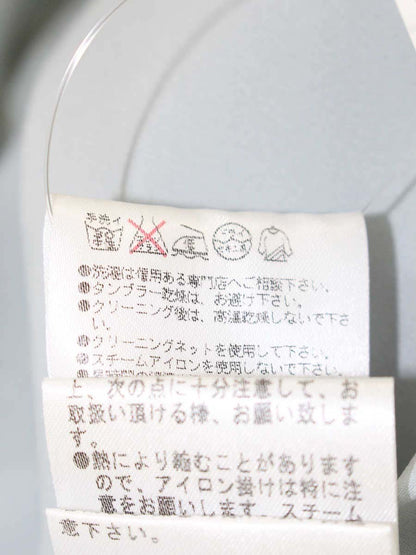 手洗イ
●洗濯は信用ある専門店へご相談下さい。
●タンブラー乾燥は、お避け下さい。
●クリーニング後は、高温乾燥しないで下さ
い。
●クリーニングネットを使用して下さい。
●スチームアイロンを使用しないで下さい。
上、次の点に十分注意して、お
取扱い頂ける様、お願い致しま
す。
●熱により縮むことがあります
ので、アイロン掛けは特に注
意をお願いします。スチーム
意下さい。